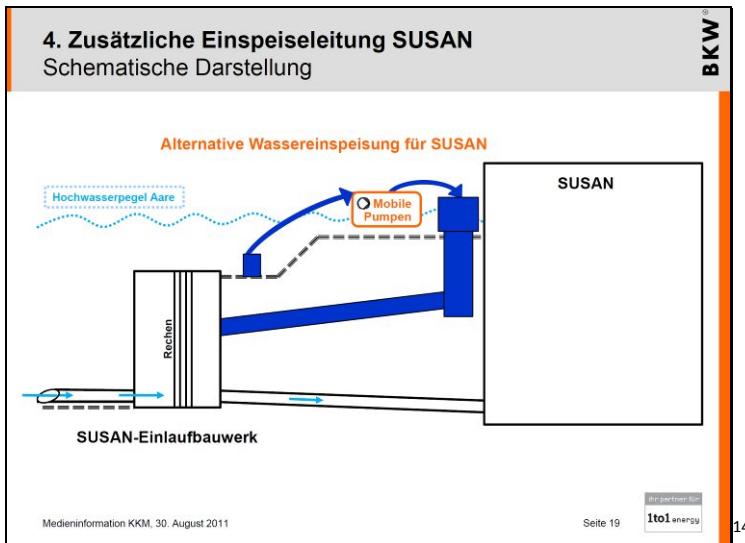 4. Zusätzliche Einspeiseleitung SUSAN
Schematische Darstellung
BKW®
Alternative Wassereinspeisung für SUSAN
SUSAN
Hochwasserpegel Aare
Mobile
Pumpen
Rechen
SUSAN-Einlaufbauwerk
Medieninformation KKM, 30. August 2011
Seite 19
Ihr partner für
1to1 energy
14